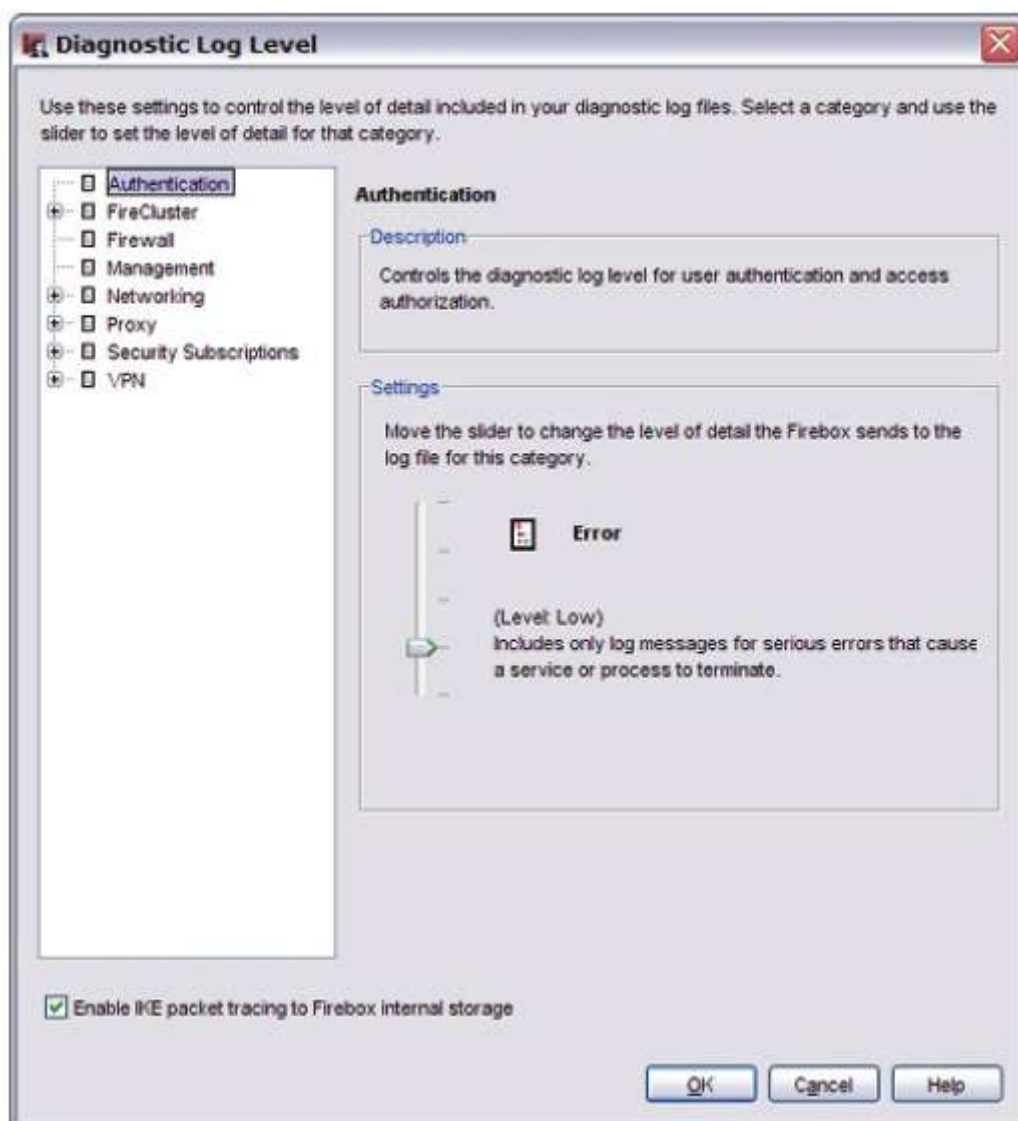 Diagnostic Log Level
Use these settings to control the level of detail included in your diagnostic log files. Select a category and use the
slider to set the level of detail for that category.
Authentication
FireCluster
Firewall
Management
Networking
Proxy
Security Subscriptions
VPN
Authentication
Description
Controls the diagnostic log level for user authentication and access
authorization.
Settings
Move the slider to change the level of detail the Firebox sends to the
log file for this category.
Error
(Level: Low)
Includes only log messages for serious errors that cause
a service or process to terminate.
Enable IKE packet tracing to Firebox internal storage
OK
Cancel
Help